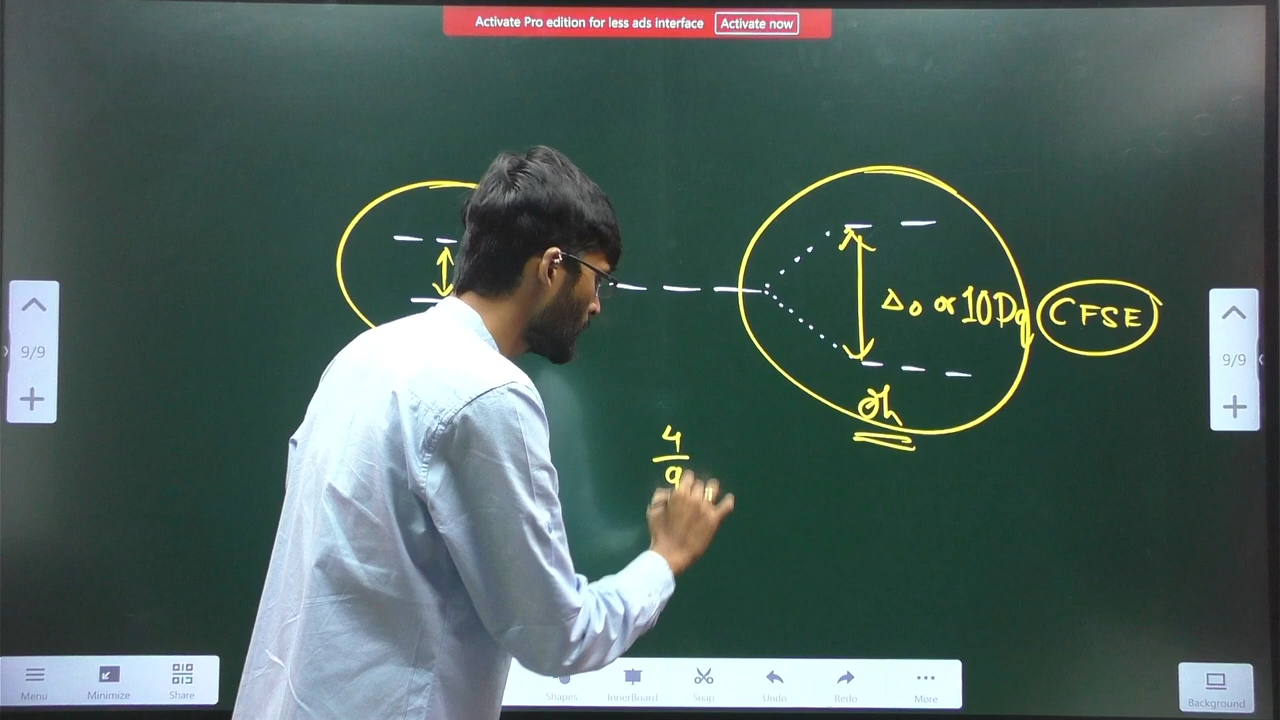 Activate Pro edition for less ads interface Activate now
Δo or 10Dq
CFSE
Oh
4
9
9/9
9/9
Menu
Minimize
Share
Shapes
InnerBoard
Snap
Undo
Redo
More
Background